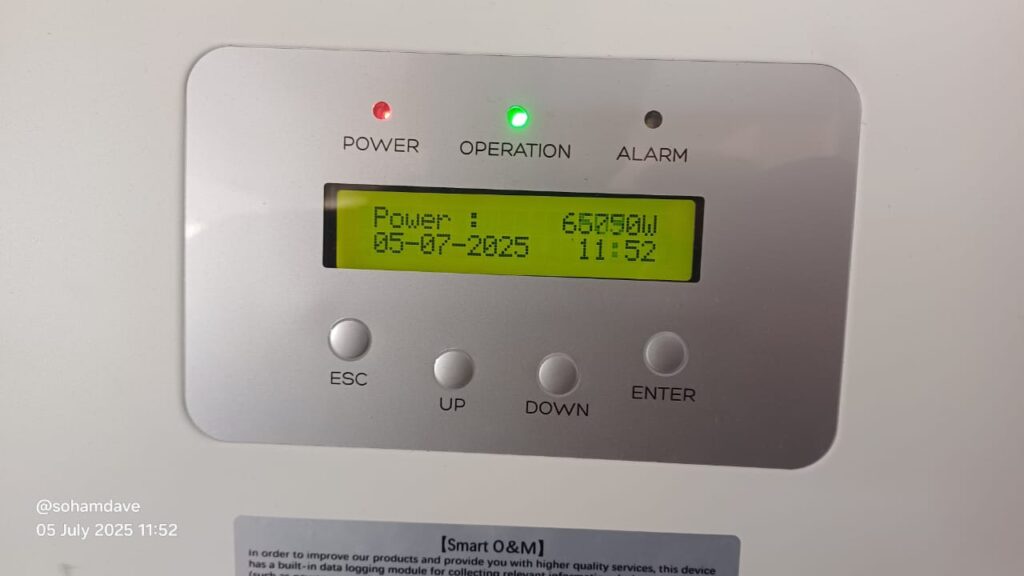 POWER OPERATION ALARM
Power : 65090W
05-07-2025 11:52
ESC UP DOWN ENTER
@sohamdave
05 July 2025 11:52
【Smart O&M】
In order to improve our products and provide you with higher quality services, this device
has a built-in data logging module for collecting relevant information